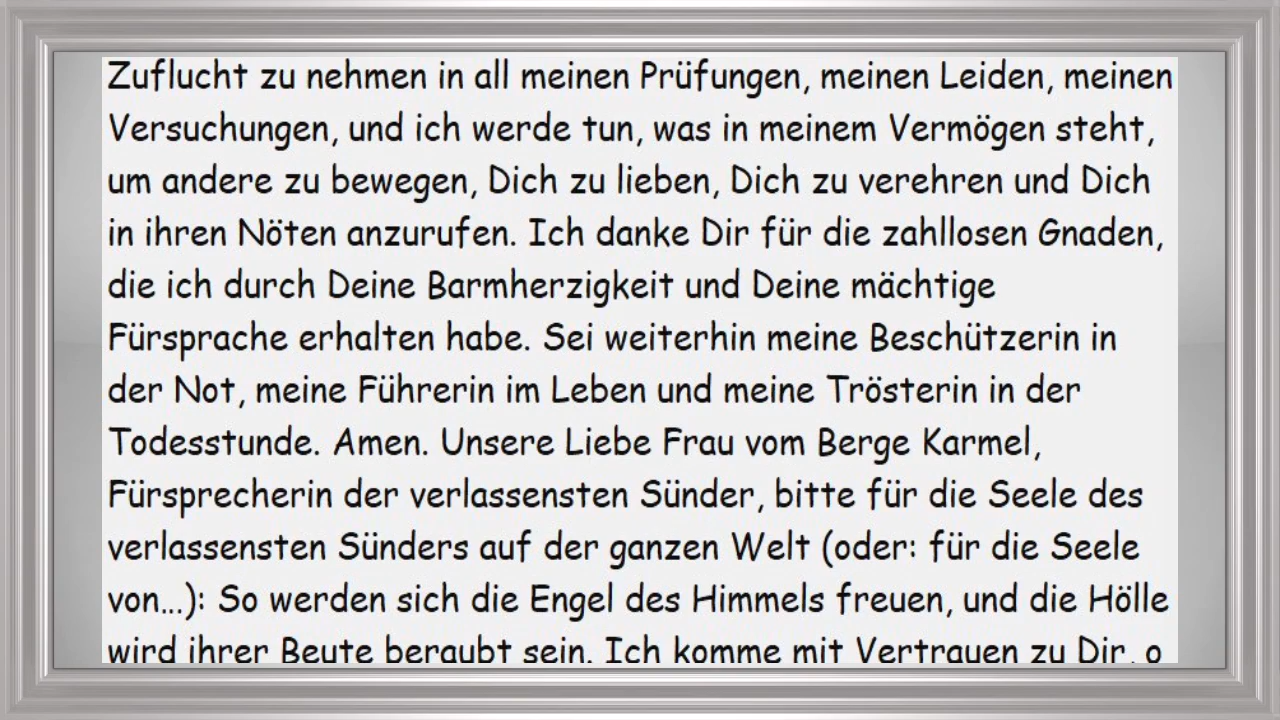 Zuflucht zu nehmen in all meinen Prüfungen, meinen Leiden, meinen
Versuchungen, und ich werde tun, was in meinem Vermögen steht,
um andere zu bewegen, Dich zu lieben, Dich zu verehren und Dich
in ihren Nöten anzurufen. Ich danke Dir für die zahllosen Gnaden,
die ich durch Deine Barmherzigkeit und Deine mächtige
Fürsprache erhalten habe. Sei weiterhin meine Beschützerin in
der Not, meine Führerin im Leben und meine Trösterin in der
Todesstunde. Amen. Unsere Liebe Frau vom Berge Karmel,
Fürsprecherin der verlassensten Sünder, bitte für die Seele des
verlassensten Sünders auf der ganzen Welt (oder: für die Seele
von...): So werden sich die Engel des Himmels freuen, und die Hölle
wird ihrer Beute beraubt sein. Ich komme mit Vertrauen zu Dir, o